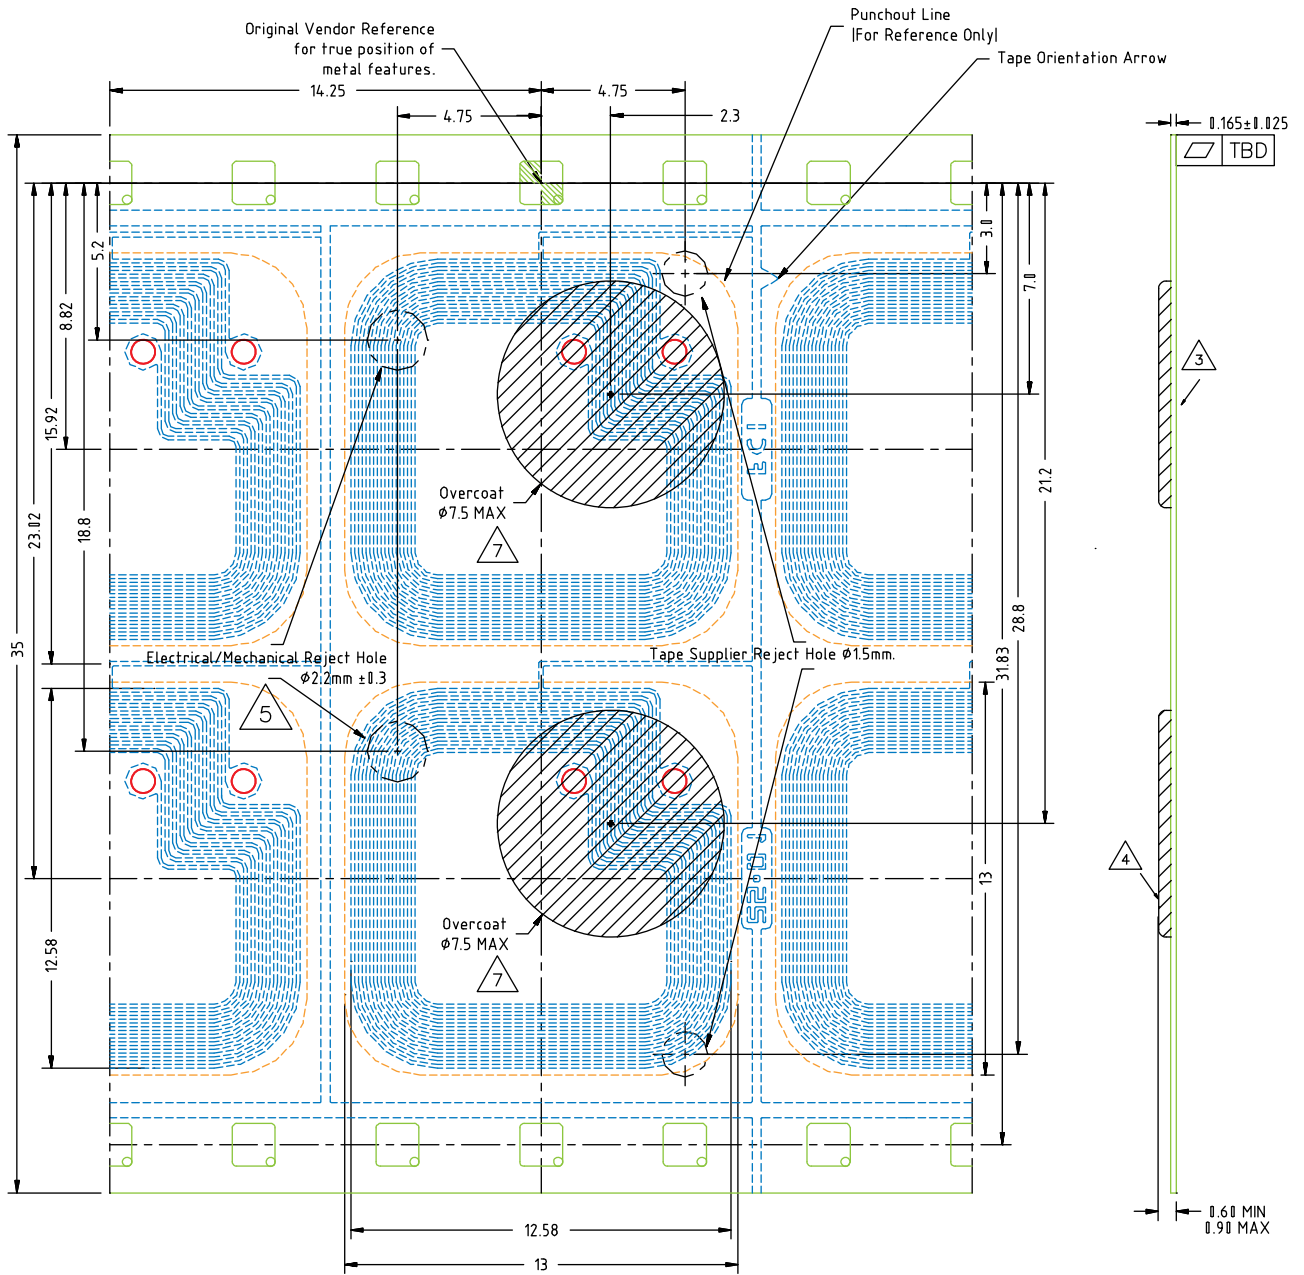 Original Vendor Reference
for true position of
metal features.
Punchout Line
|For Reference Only|
Tape Orientation Arrow
14.25
4.75
4.75
2.3
0.165±0.025
TBD
5.2
8.82
15.92
18.8
23.02
35
12.58
3.0
7.0
21.2
28.8
31.83
13
3
4
ECI
Overcoat
Ø7.5 MAX
7
Electrical/Mechanical Reject Hole
Ø2.2mm ±0.3
5
Tape Supplier Reject Hole Ø1.5mm.
Overcoat
Ø7.5 MAX
7
12.58
13
0.60 MIN
0.90 MAX